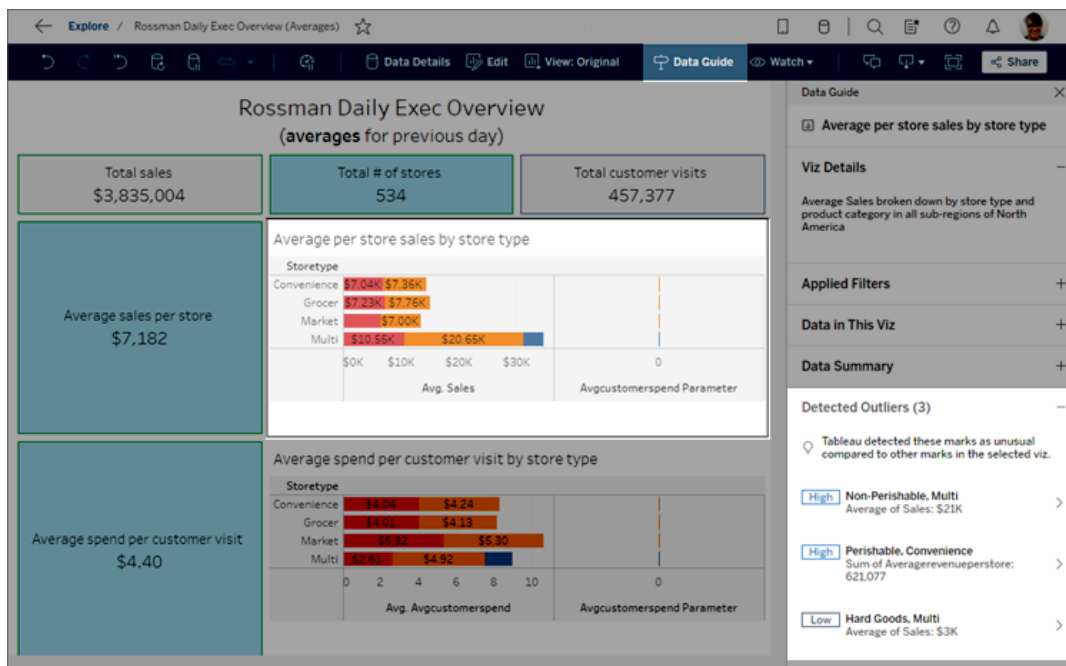 Explore / Rossman Daily Exec Overview (Averages)
Data Details Edit View: Original Data Guide Watch Share
Rossman Daily Exec Overview
(averages for previous day)
Total sales
$3,835,004
Total # of stores
534
Total customer visits
457,377
Average sales per store
$7,182
Average per store sales by store type
Storetype
Convenience $7.04K $7.36K
Grocer $7.23K $7.76K
Market $7.00K
Multi $10.55K $20.65K
$0K $10K $20K $30K 0
Avg. Sales Avgcustomerspend Parameter
Average spend per customer visit
$4.40
Average spend per customer visit by store type
Storetype
Convenience $4.04 $4.24
Grocer $4.01 $4.13
Market $5.32 $5.30
Multi $2.61 $4.92
0 2 4 6 8 10 0
Avg. Avgcustomerspend Avgcustomerspend Parameter
Data Guide
Average per store sales by store type
Viz Details
Average Sales broken down by store type and
product category in all sub-regions of North
America
Applied Filters
Data in This Viz
Data Summary
Detected Outliers (3)
Tableau detected these marks as unusual
compared to other marks in the selected viz.
High Non-Perishable, Multi
Average of Sales: $21K
High Perishable, Convenience
Sum of Averagerevenueperstore:
621,077
Low Hard Goods, Multi
Average of Sales: $3K